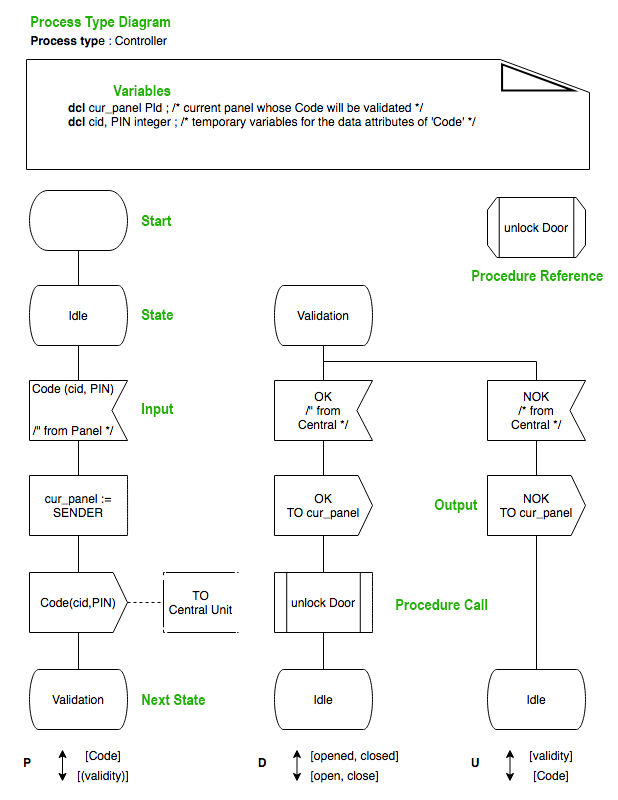 Process Type Diagram
Process type : Controller
Variables
dcl cur_panel PId ; /* current panel whose Code will be validated */
dcl cid, PIN integer ; /* temporary variables for the data attributes of 'Code' */
Start
unlock Door
Procedure Reference
Idle
State
Validation
Code (cid, PIN)
/" from Panel */
Input
OK
/" from
Central */
NOK
/* from
Central */
cur_panel :=
SENDER
OK
TO cur_panel
Output
NOK
TO cur_panel
Code(cid,PIN)
TO
Central Unit
unlock Door
Procedure Call
Validation
Next State
Idle
Idle
P
[Code]
[(validity)]
D
[opened, closed]
[open, close]
U
[validity]
[Code]